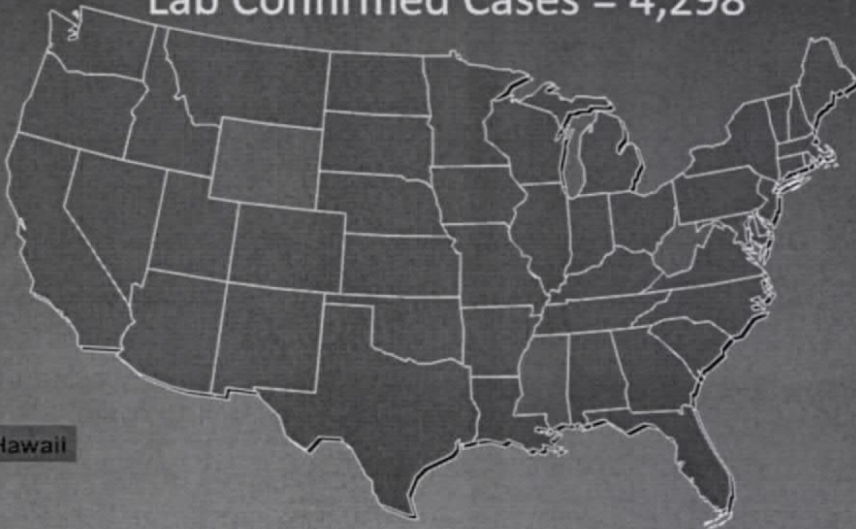 Lab Confirmed Cases = 4,298
Hawaii